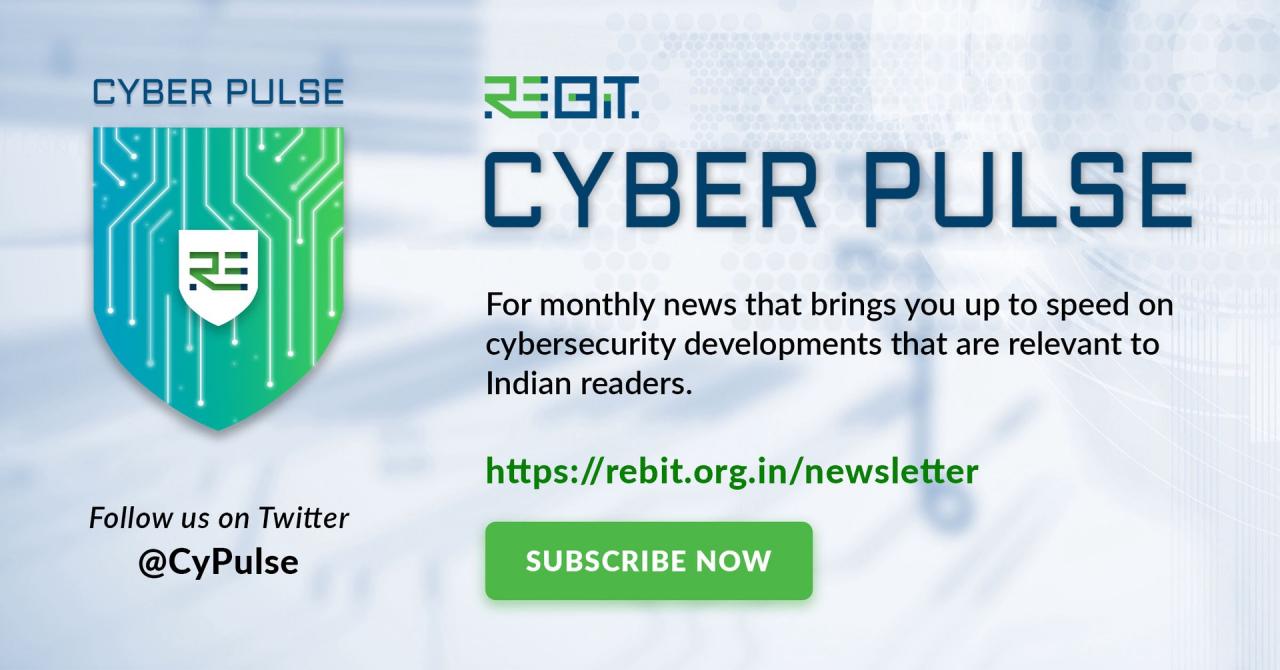 CYBER PULSE
RE
Follow us on Twitter
@CyPulse
REBIT.
CYBER PULSE
For monthly news that brings you up to speed on
cybersecurity developments that are relevant to
Indian readers.
https://rebit.org.in/newsletter
SUBSCRIBE NOW